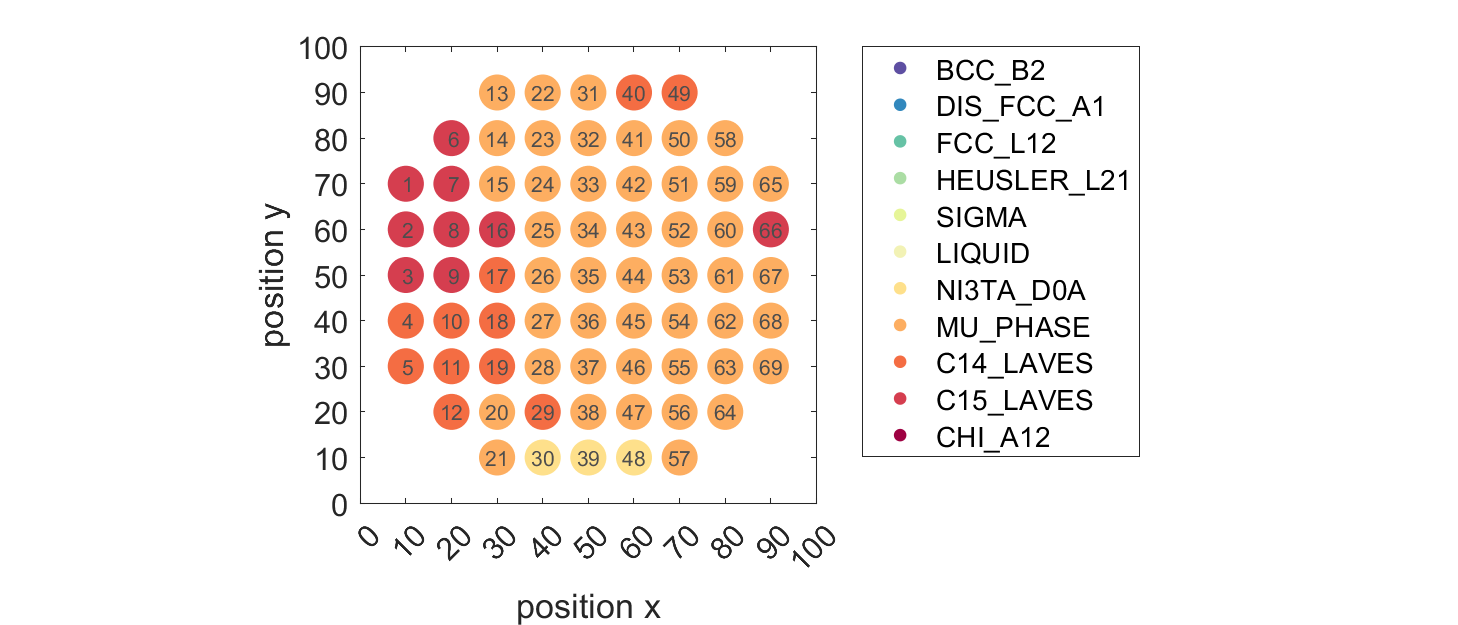 100
90 13 22 31 40 49
80 6 14 23 32 41 50 58
70 1 7 15 24 33 42 51 59 65
60 2 8 16 25 34 43 52 60 66
50 3 9 17 26 35 44 53 61 67
40 4 10 18 27 36 45 54 62 68
30 5 11 19 28 37 46 55 63 69
20 12 20 29 38 47 56 64
10 21 30 39 48 57
0
position y
0 10 20 30 40 50 60 70 80 90 100
position x
BCC_B2
DIS_FCC_A1
FCC_L12
HEUSLER_L21
SIGMA
LIQUID
NI3TA_D0A
MU_PHASE
C14_LAVES
C15_LAVES
CHI_A12